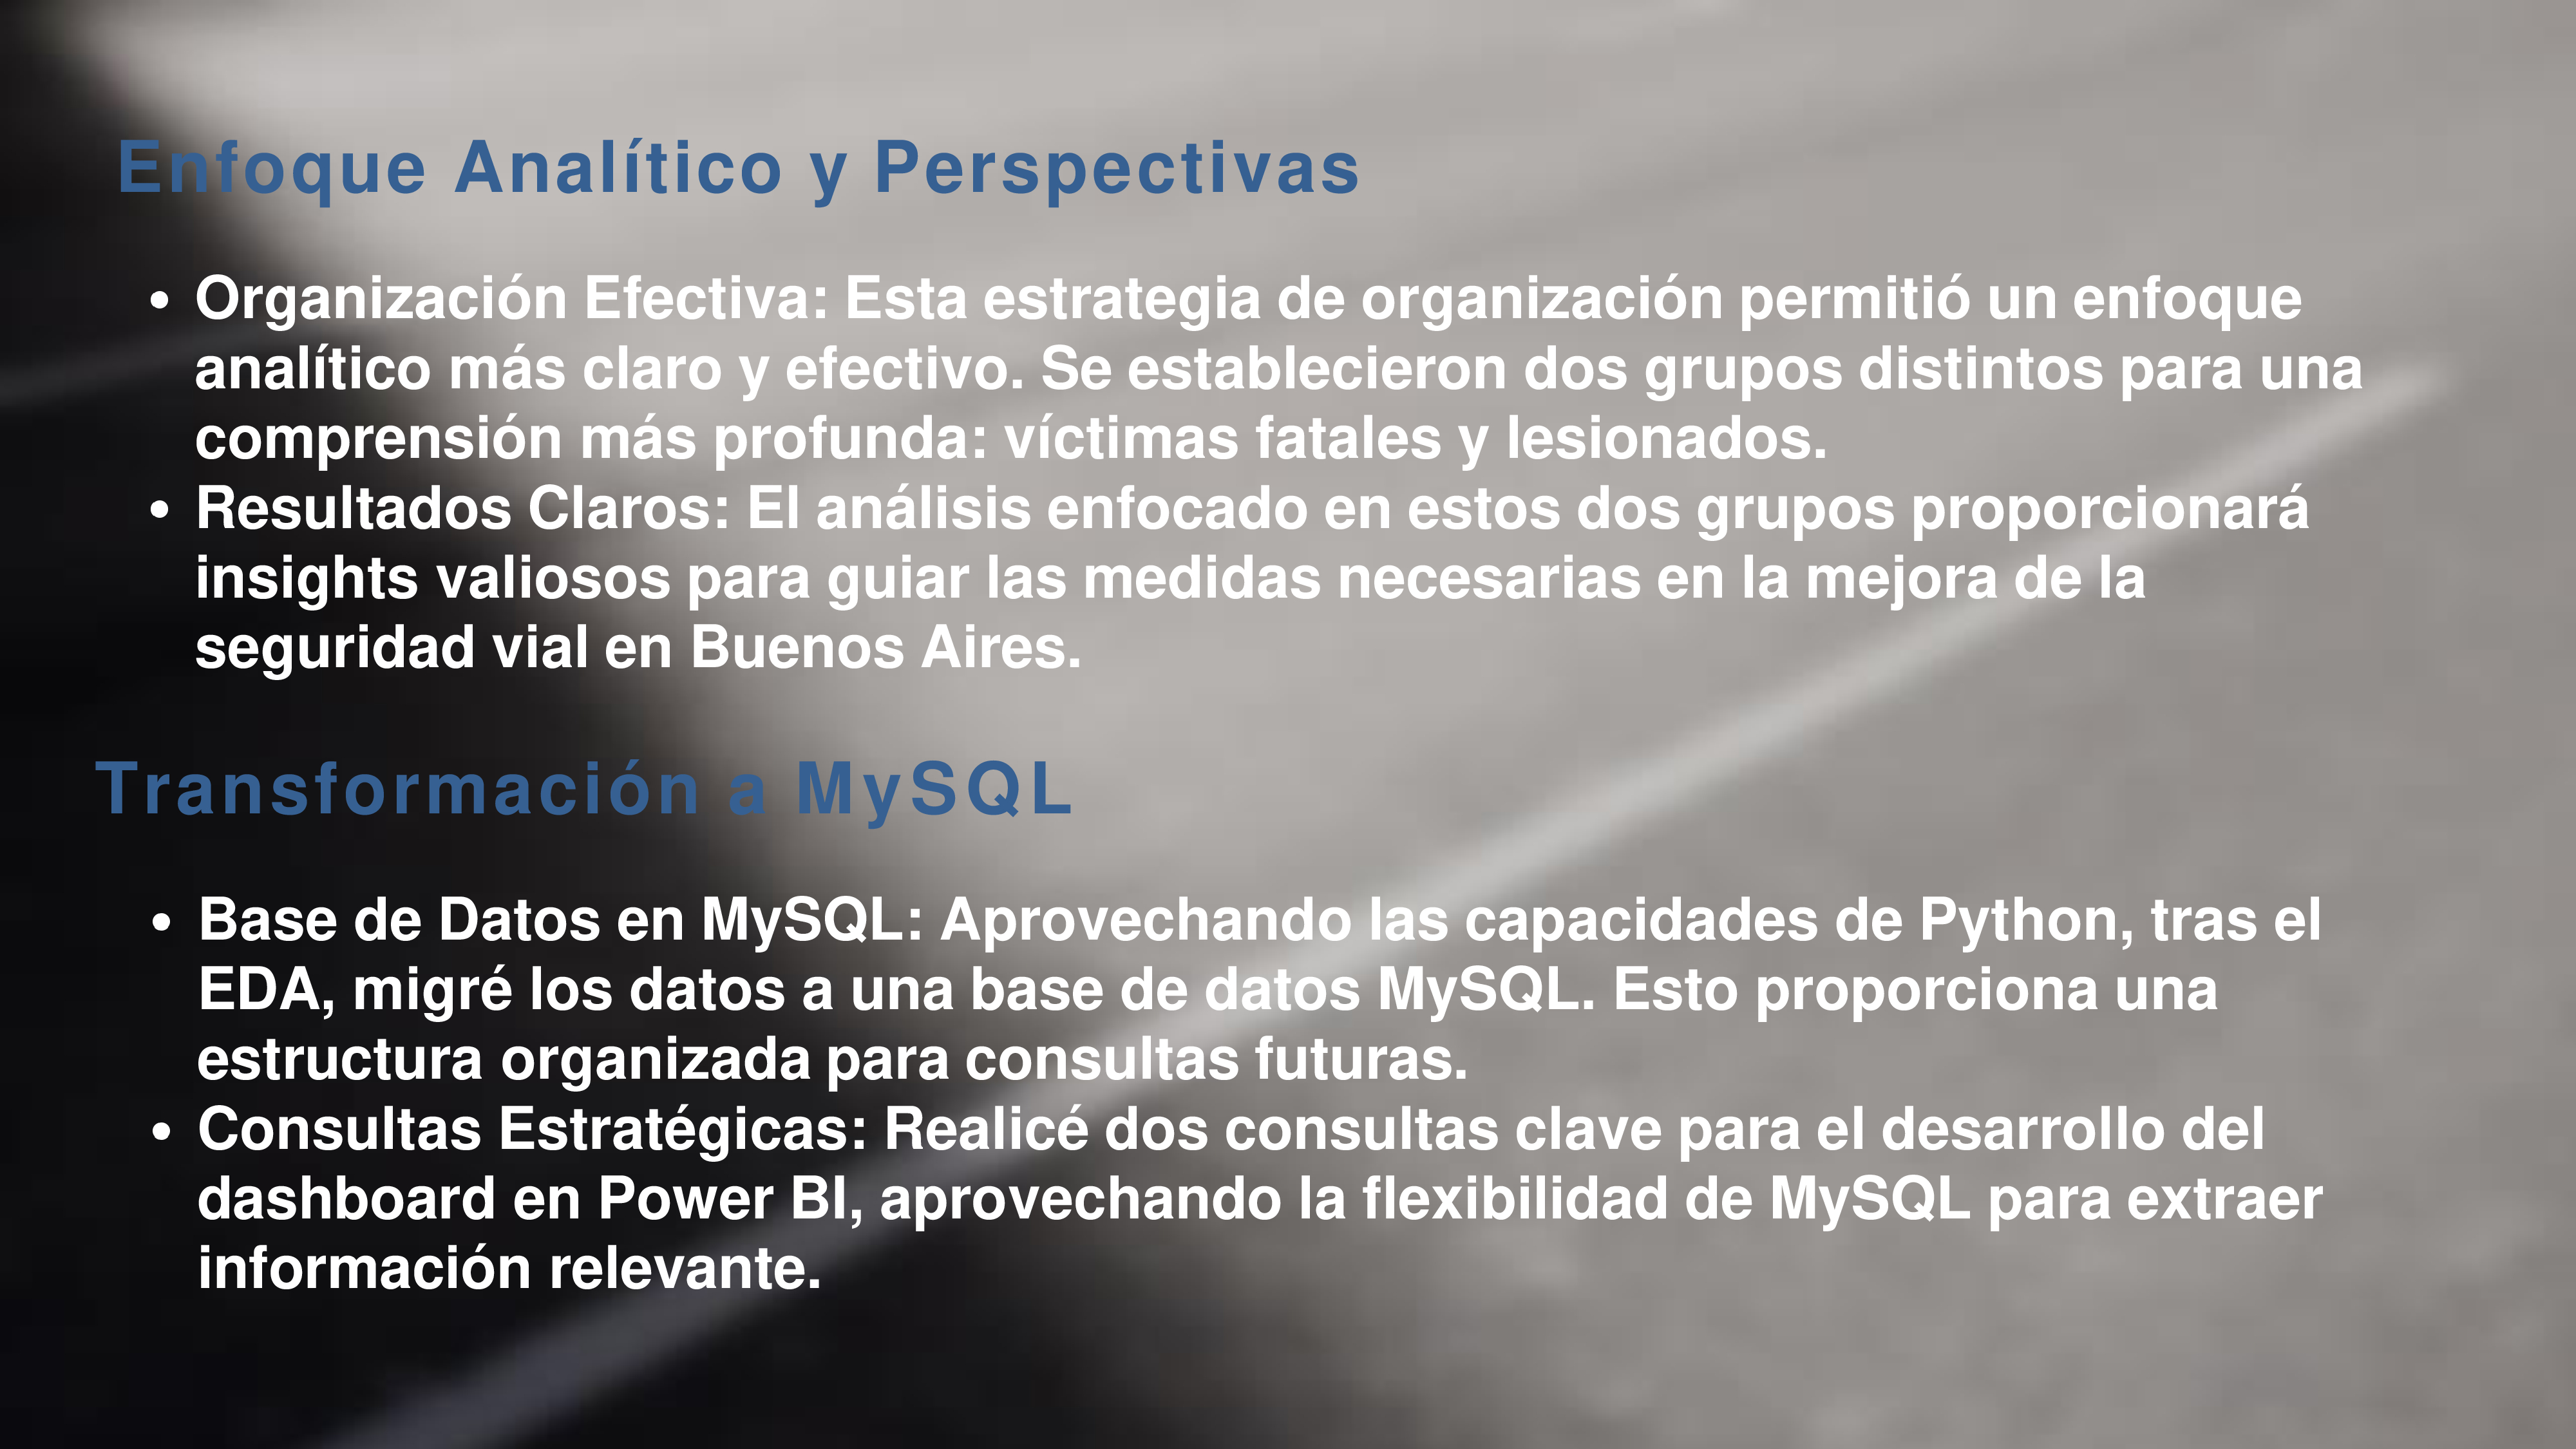 Enfoque Analítico y Perspectivas
• Organización Efectiva: Esta estrategia de organización permitió un enfoque
analítico más claro y efectivo. Se establecieron dos grupos distintos para una
comprensión más profunda: víctimas fatales y lesionados.
• Resultados Claros: El análisis enfocado en estos dos grupos proporcionará
insights valiosos para guiar las medidas necesarias en la mejora de la
seguridad vial en Buenos Aires.
Transformación a MySQL
• Base de Datos en MySQL: Aprovechando las capacidades de Python, tras el
EDA, migré los datos a una base de datos MySQL. Esto proporciona una
estructura organizada para consultas futuras.
• Consultas Estratégicas: Realicé dos consultas clave para el desarrollo del
dashboard en Power BI, aprovechando la flexibilidad de MySQL para extraer
información relevante.